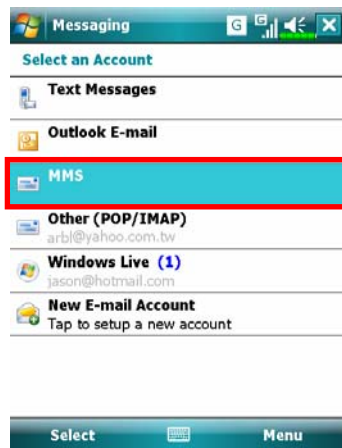 Messaging
G G
Select an Account
Text Messages
Outlook E-mail
MMS
Other (POP/IMAP)
arbl@yahoo.com.tw
Windows Live (1)
jason@hotmail.com
New E-mail Account
Tap to setup a new account
Select Menu